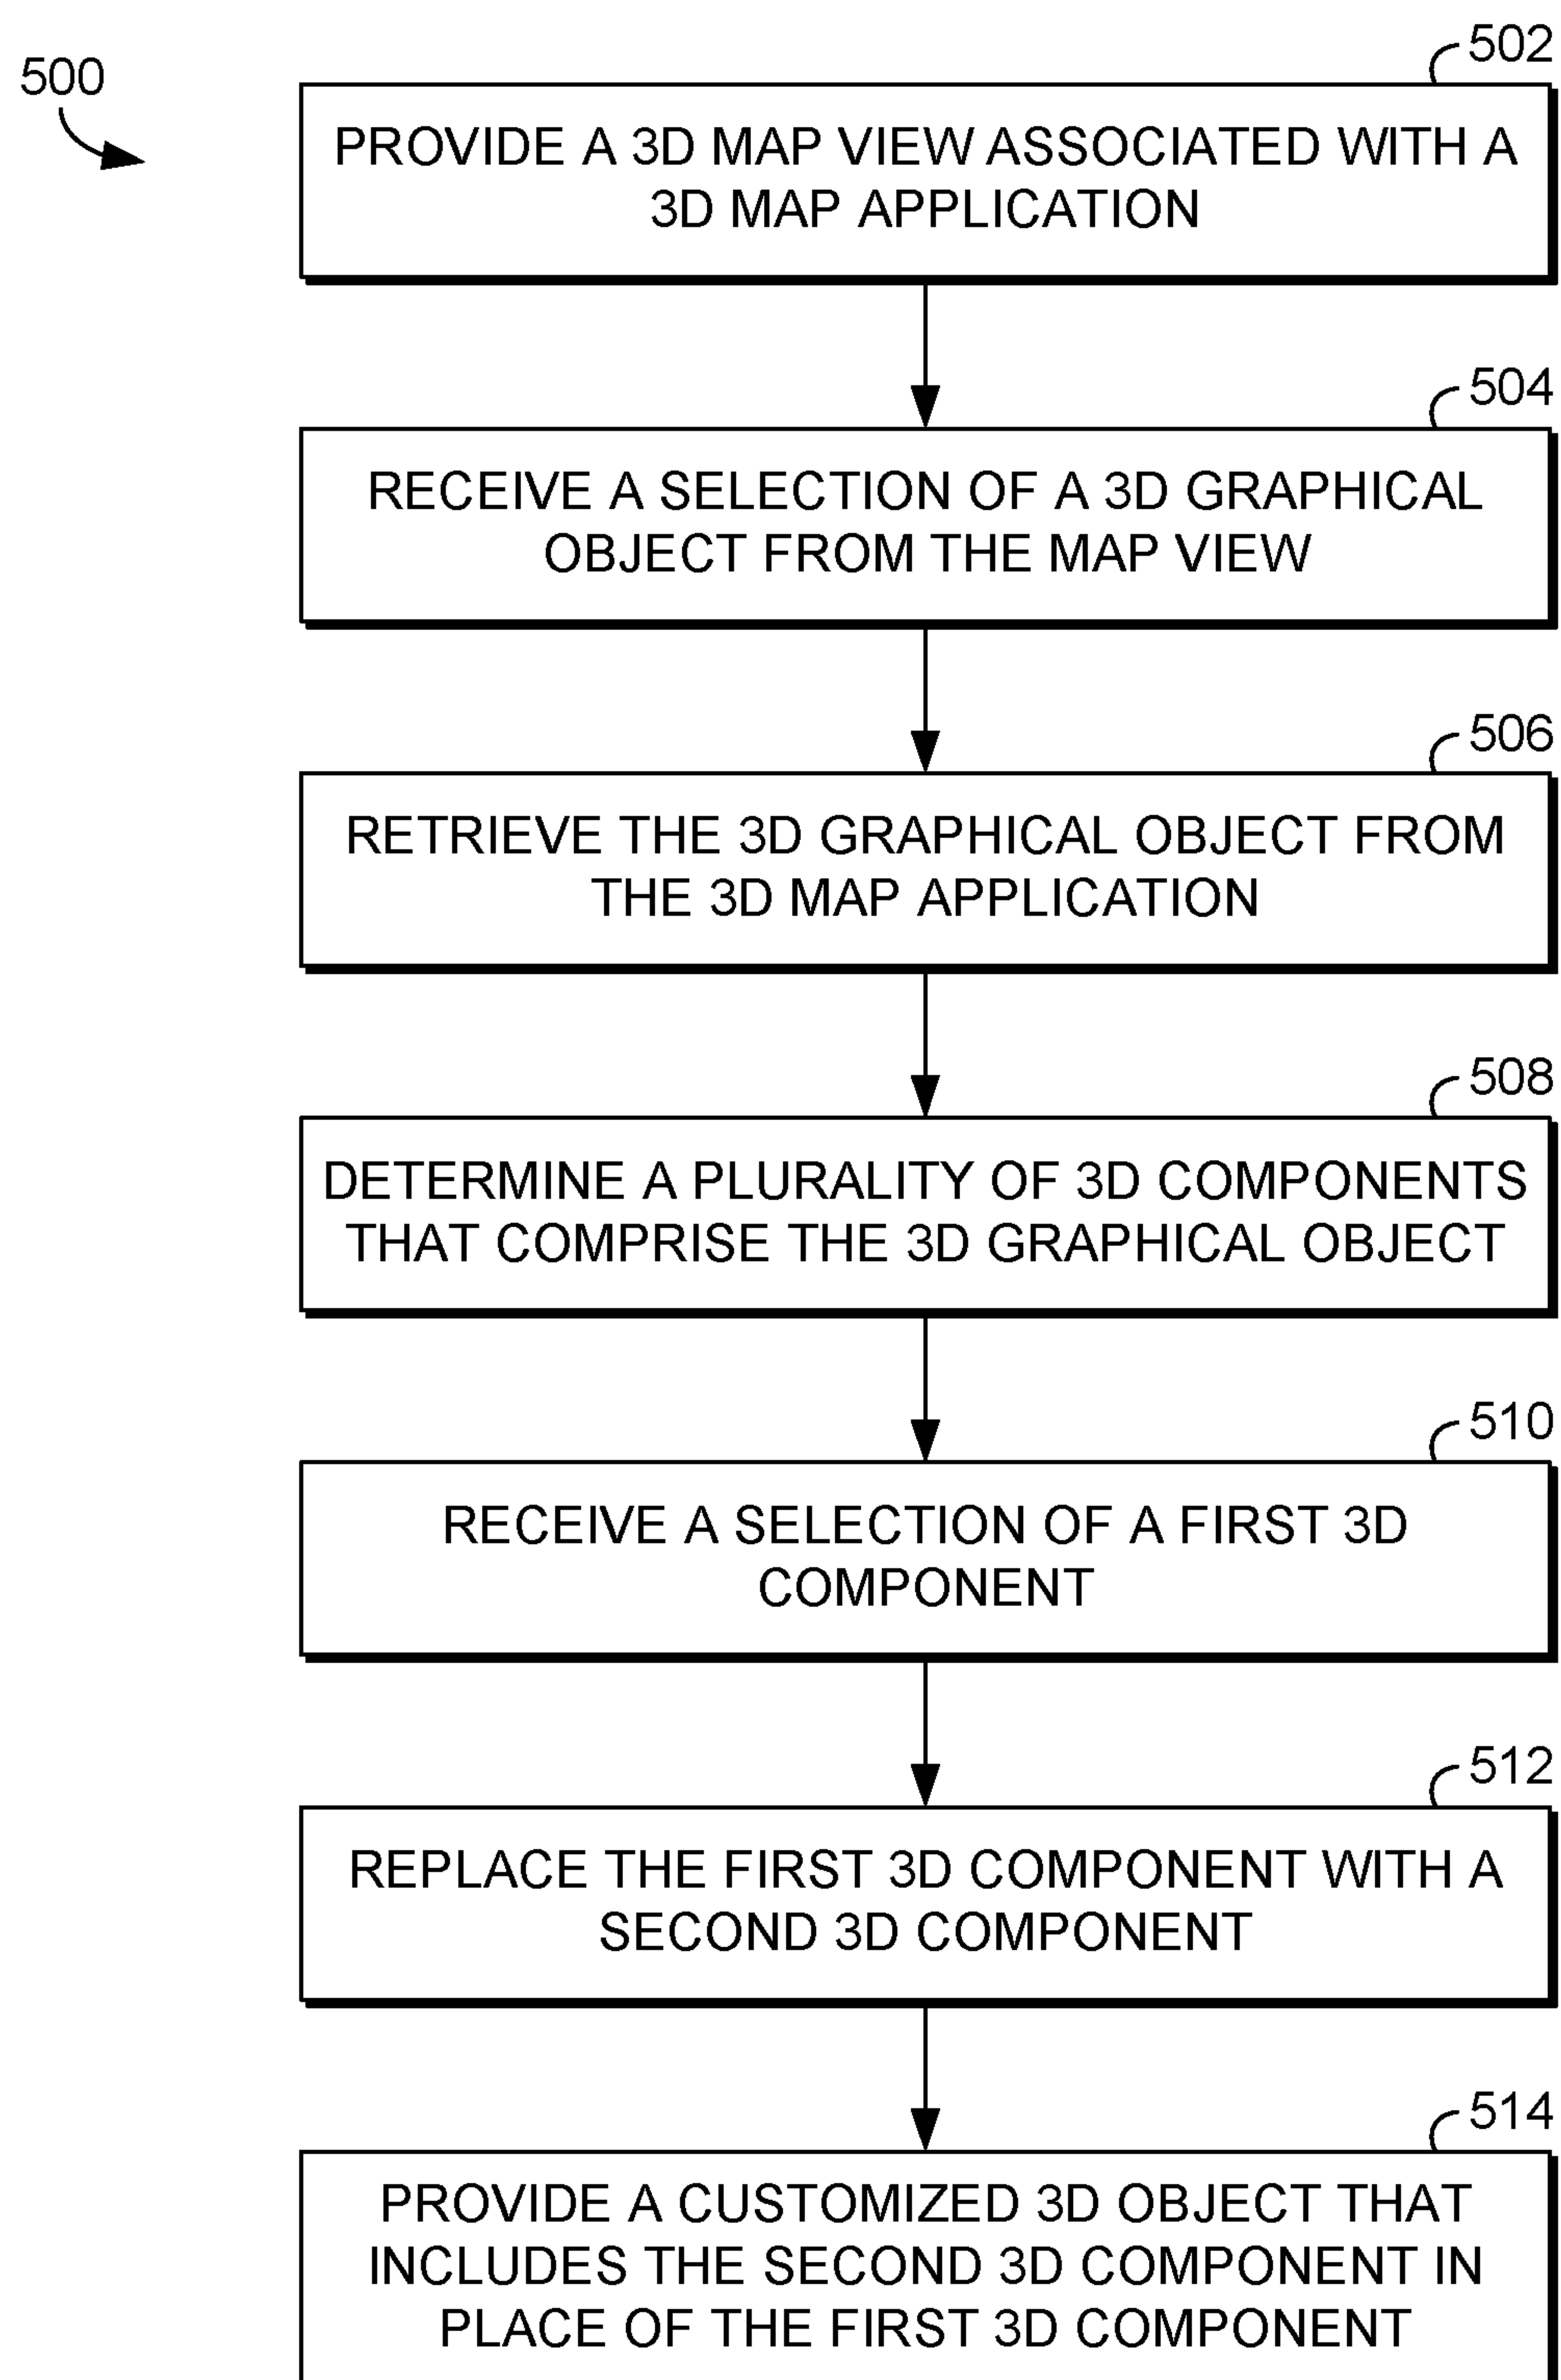 500
502
PROVIDE A 3D MAP VIEW ASSOCIATED WITH A
3D MAP APPLICATION
504
RECEIVE A SELECTION OF A 3D GRAPHICAL
OBJECT FROM THE MAP VIEW
506
RETRIEVE THE 3D GRAPHICAL OBJECT FROM
THE 3D MAP APPLICATION
508
DETERMINE A PLURALITY OF 3D COMPONENTS
THAT COMPRISE THE 3D GRAPHICAL OBJECT
510
RECEIVE A SELECTION OF A FIRST 3D
COMPONENT
512
REPLACE THE FIRST 3D COMPONENT WITH A
SECOND 3D COMPONENT
514
PROVIDE A CUSTOMIZED 3D OBJECT THAT
INCLUDES THE SECOND 3D COMPONENT IN
PLACE OF THE FIRST 3D COMPONENT